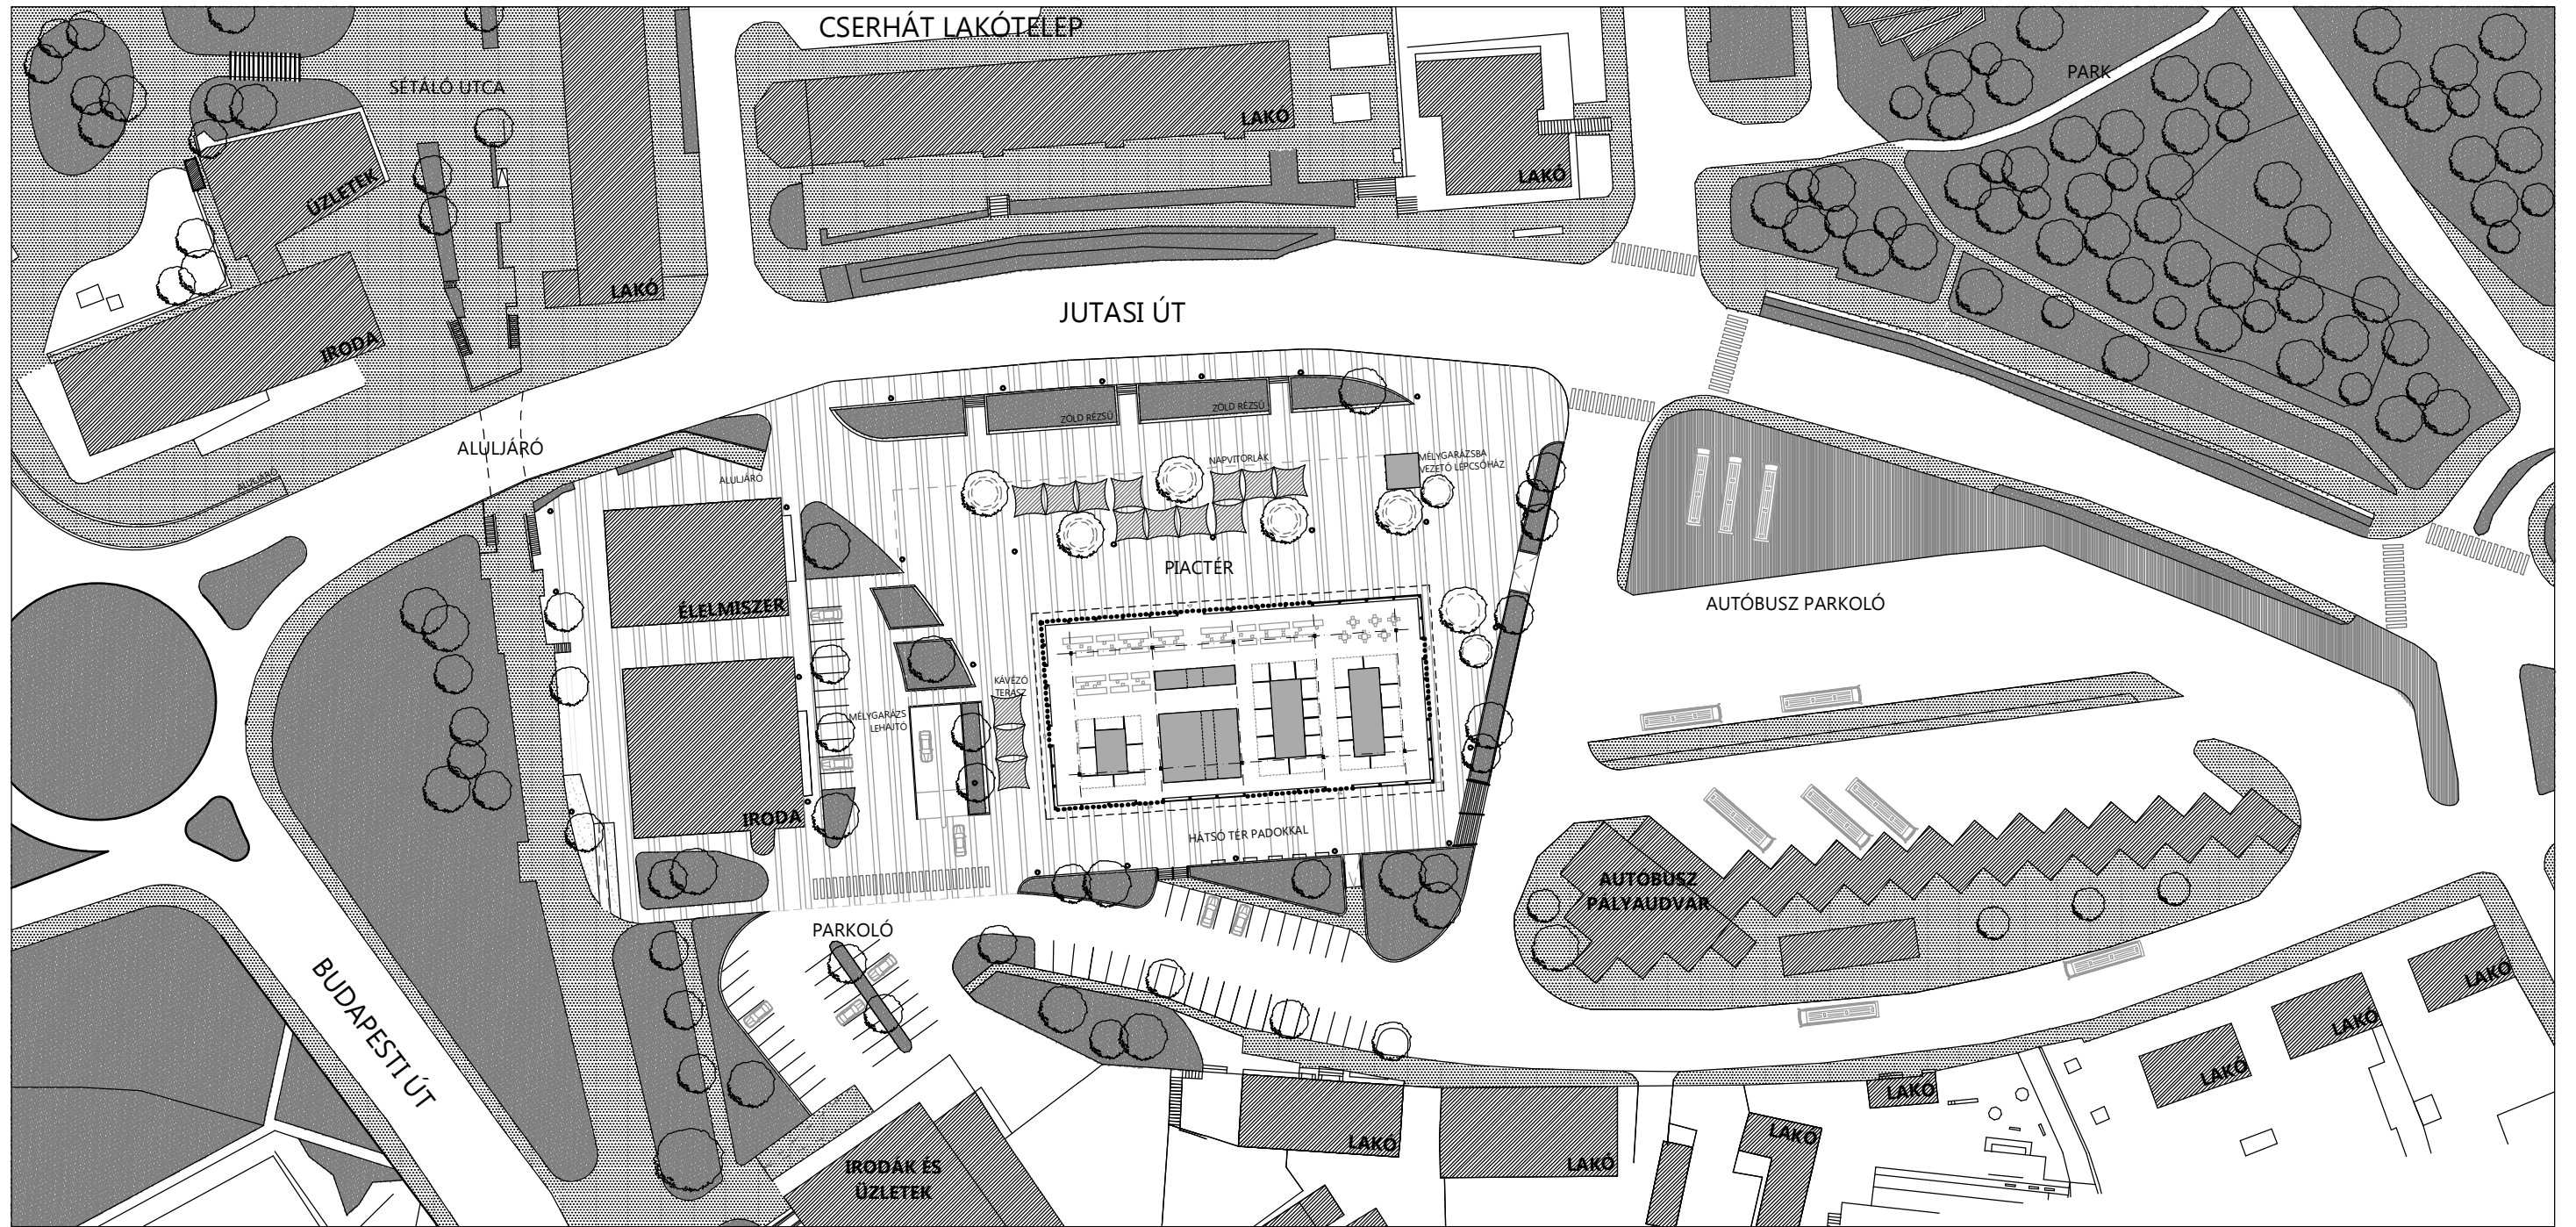 CSERHÁT LAKÓTELEP
PARK
SÉTÁLÓ UTCA
LAKÓ
LAKÓ
ÜZLETEK
LAKÓ
JUTASI ÚT
IRODA
ZÖLD RÉZSŰ
ZÖLD RÉZSŰ
ALULJÁRÓ
NAPVITORLÁK
MÉLYGARÁZSBA
VEZETŐ LÉPCSŐHÁZ
ALULJÁRÓ
ALULJÁRÓ
PIACTÉR
ÉLELMISZER
AUTÓBUSZ PARKOLÓ
KÁVÉZÓ
TERASZ
MÉLYGARÁZS
LEHAJTÓ
IRODA
HÁTSÓ TÉR PADOKKAL
AUTÓBUSZ
PÁLYAUDVAR
PARKOLÓ
BUDAPESTI ÚT
LAKÓ
LAKÓ
LAKÓ
LAKÓ
LAKÓ
LAKÓ
LAKÓ
IRODÁK ÉS
ÜZLETEK